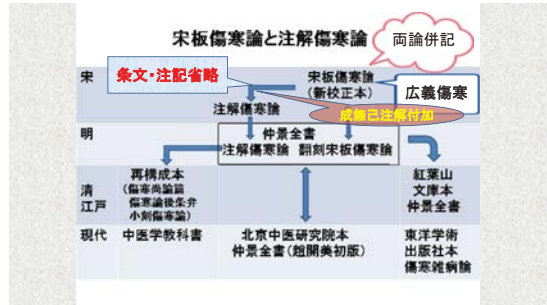 宋板傷寒論と注解傷寒論
両論併記
宋
条文・注記省略
宋板傷寒論
(新校正本)
広義傷寒
注解傷寒論
成無己注解付加
明
仲景全書
注解傷寒論 翻刻宋板傷寒論
清
江戸
再構成本
(傷寒尚論篇
傷寒論後条弁
小刻傷寒論)
紅葉山
文庫本
仲景全書
現代
中医学教科書
北京中医研究院本
仲景全書(趙開美初版)
東洋学術
出版社本
傷寒雑病論